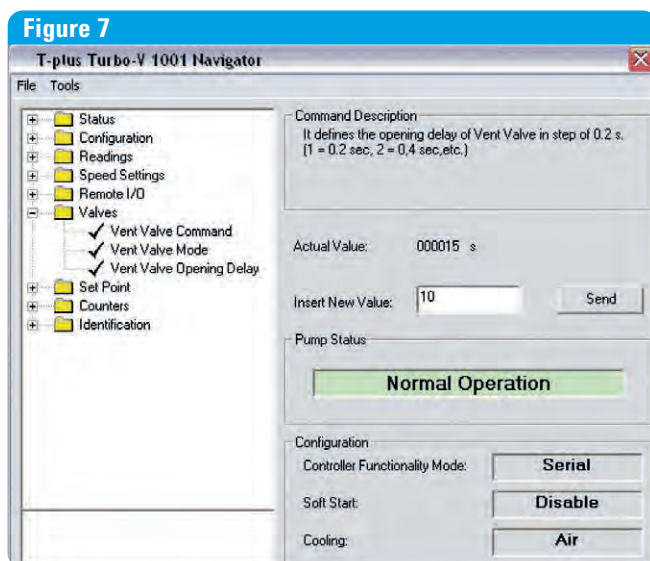 Figure 7
T-plus Turbo-V 1001 Navigator
File Tools
Status
Configuration
Readings
Speed Settings
Remote I/O
Valves
Vent Valve Command
Vent Valve Mode
Vent Valve Opening Delay
Set Point
Counters
Identification
Command Description
It defines the opening delay of Vent Valve in step of 0.2 s.
(1 = 0.2 sec, 2 = 0,4 sec,etc.)
Actual Value: 000015 s
Insert New Value: 10 Send
Pump Status
Normal Operation
Configuration
Controller Functionality Mode: Serial
Soft Start: Disable
Cooling: Air